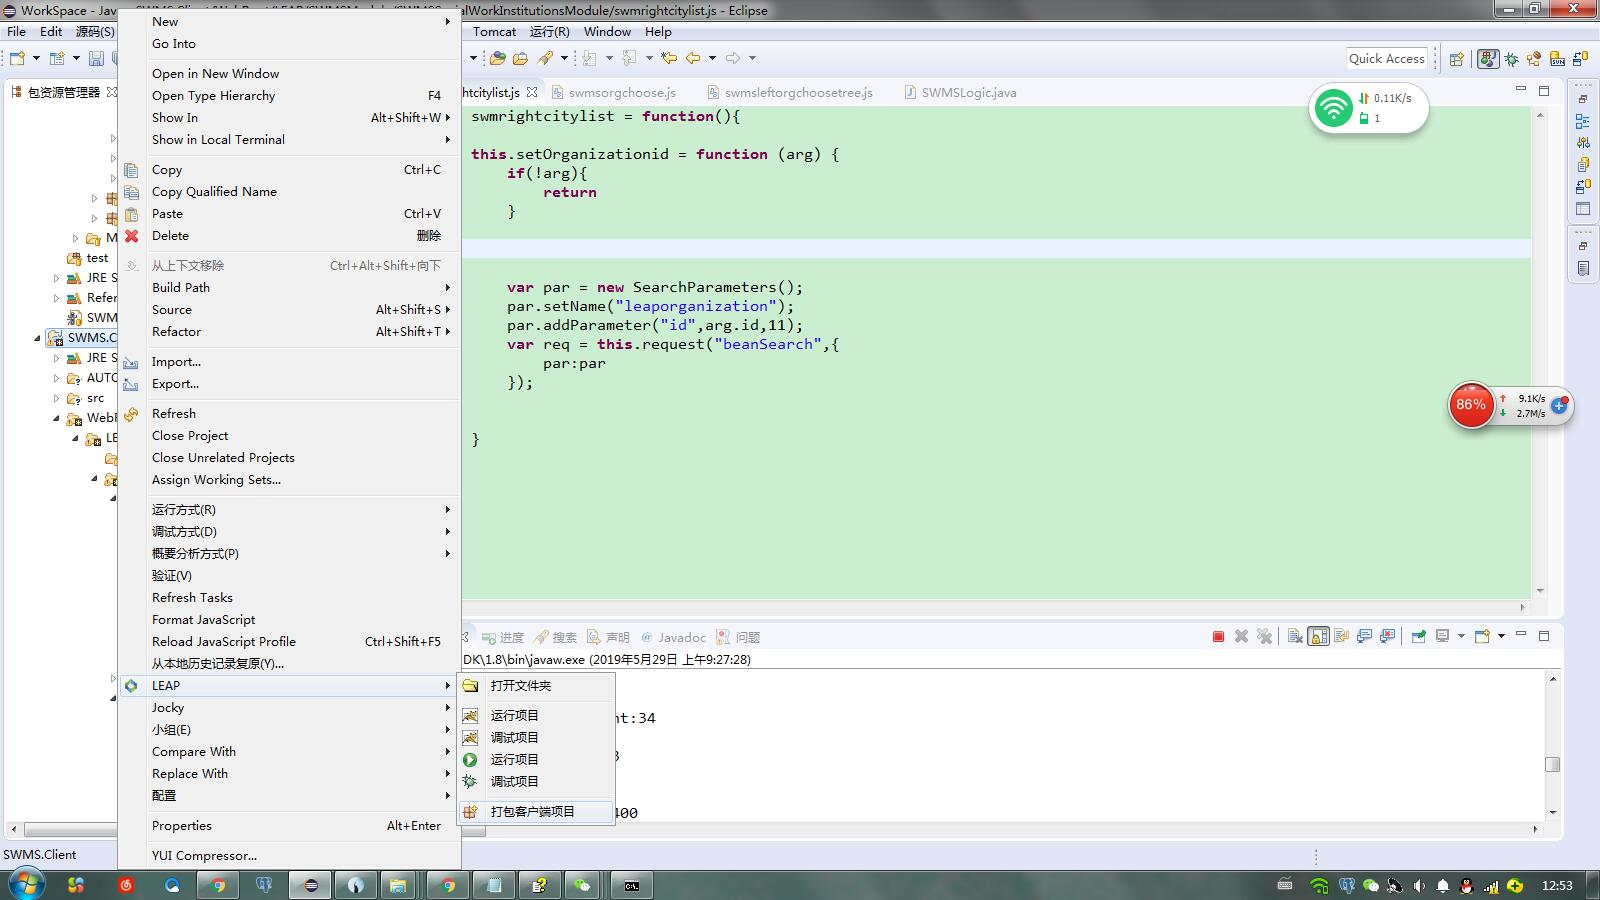 WorkSpace - Jav
ialWorkInstitutionsModule/swmrightcitylist.js - Eclipse
File Edit 源码(S)
Tomcat 运行(R) Window Help
Quick Access
包资源管理器
htcitylist.js swmsorgchoose.js swmsleftorgchoosetree.js SWMSLogic.java
0.11K/s
1
M
test
JRE S
Refer
SWM
SWMS.C
JRE S
AUTO
src
WebF
LE
New
Go Into
Open in New Window
Open Type Hierarchy F4
Show In Alt+Shift+W
Show in Local Terminal
Copy Ctrl+C
Copy Qualified Name
Paste Ctrl+V
Delete 删除
从上下文移除 Ctrl+Alt+Shift+向下
Build Path
Source Alt+Shift+S
Refactor Alt+Shift+T
Import...
Export...
Refresh
Close Project
Close Unrelated Projects
Assign Working Sets...
运行方式(R)
调试方式(D)
概要分析方式(P)
验证(V)
Refresh Tasks
Format JavaScript
Reload JavaScript Profile Ctrl+Shift+F5
从本地历史记录复原(Y)...
LEAP
Jocky
小组(E)
Compare With
Replace With
配置
Properties Alt+Enter
YUI Compressor...
打开文件夹
运行项目
调试项目
运行项目
调试项目
打包客户端项目
swmrightcitylist = function(){
this.setOrganizationid = function (arg) {
if(!arg){
return
}
var par = new SearchParameters();
par.setName("leaporganization");
par.addParameter("id",arg.id,11);
var req = this.request("beanSearch",{
par:par
});
}
86%
9.1K/s
2.7M/s
进度 搜索 声明 @ Javadoc 问题
DK\1.8\bin\javaw.exe (2019年5月29日 上午9:27:28)
nt:34
3
400
SWMS.Client
12:53